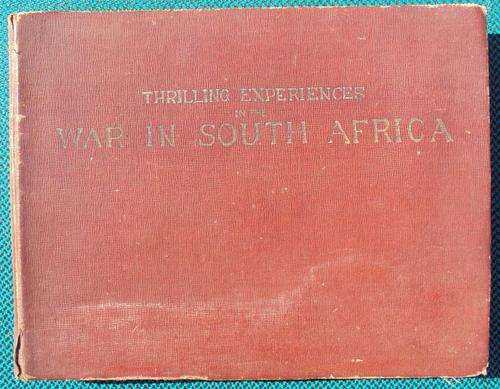 THRILLING EXPERIENCES
IN THE
WAR IN SOUTH AFRICA